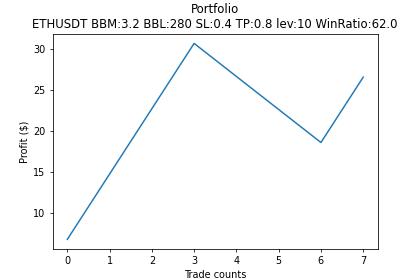 Portfolio
ETHUSDT BBM:3.2 BBL:280 SL:0.4 TP:0.8 lev:10 WinRatio:62.0
30
25
20
15
10
Profit ($)
0 1 2 3 4 5 6 7
Trade counts